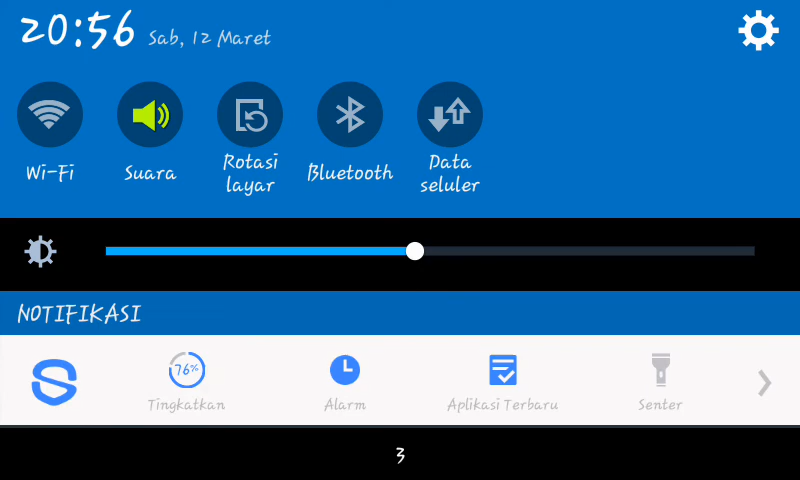 20:56 Sab, 12 Maret
Wi-Fi
Suara
Rotasi
layar
Bluetooth
Data
seluler
NOTIFIKASI
76%
Tingkatkan
Alarm
Aplikasi Terbaru
Senter
3